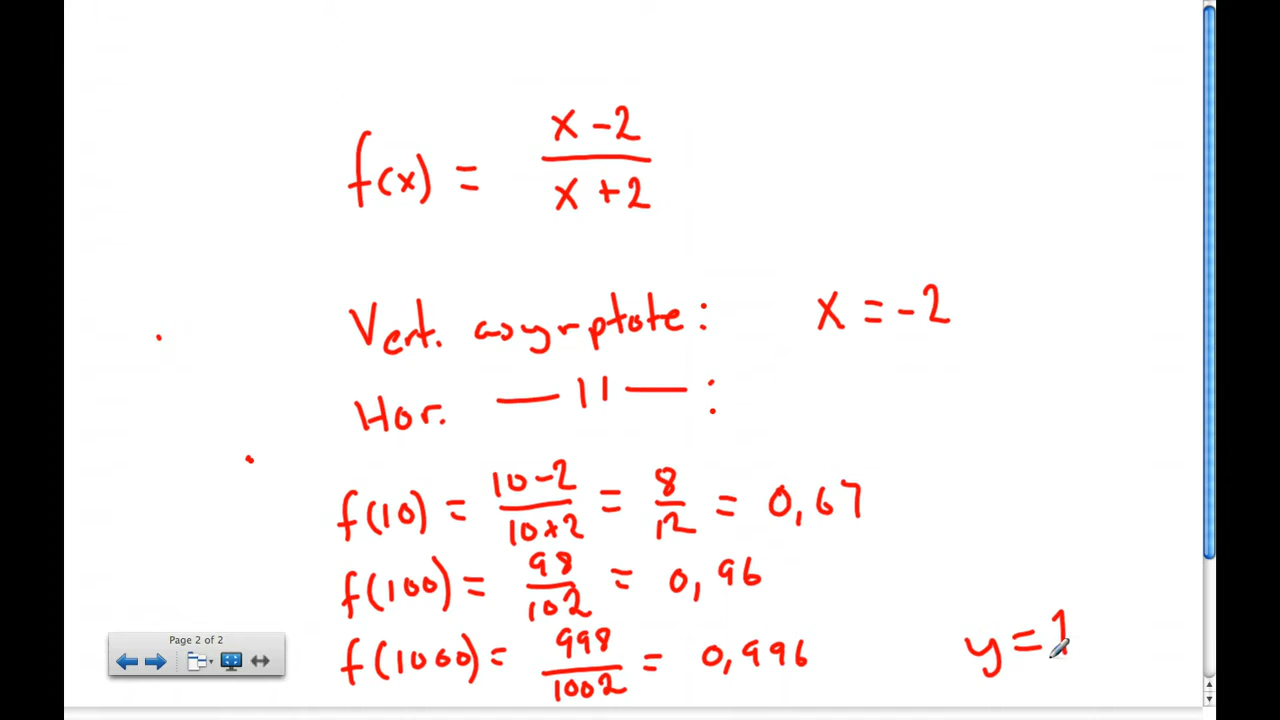 f(x) = x-2 / x+2
Vert. asymptote: x = -2
Hor. — 11 — :
f(10) = 10-2 / 10+2 = 8 / 12 = 0,67
f(100) = 98 / 102 = 0,96
f(1000) = 998 / 1002 = 0,996
y = 1
Page 2 of 2